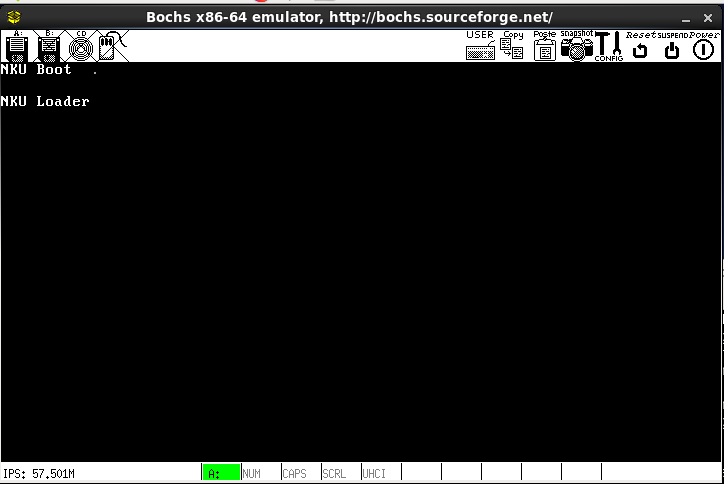 Bochs x86-64 emulator, http://bochs.sourceforge.net/
A: B: CD USER Copy Paste snapshot CONFIG Reset SUSPEND Power
NKU Boot .
NKU Loader
IPS: 57.501M A: NUM CAPS SCRL UHCI